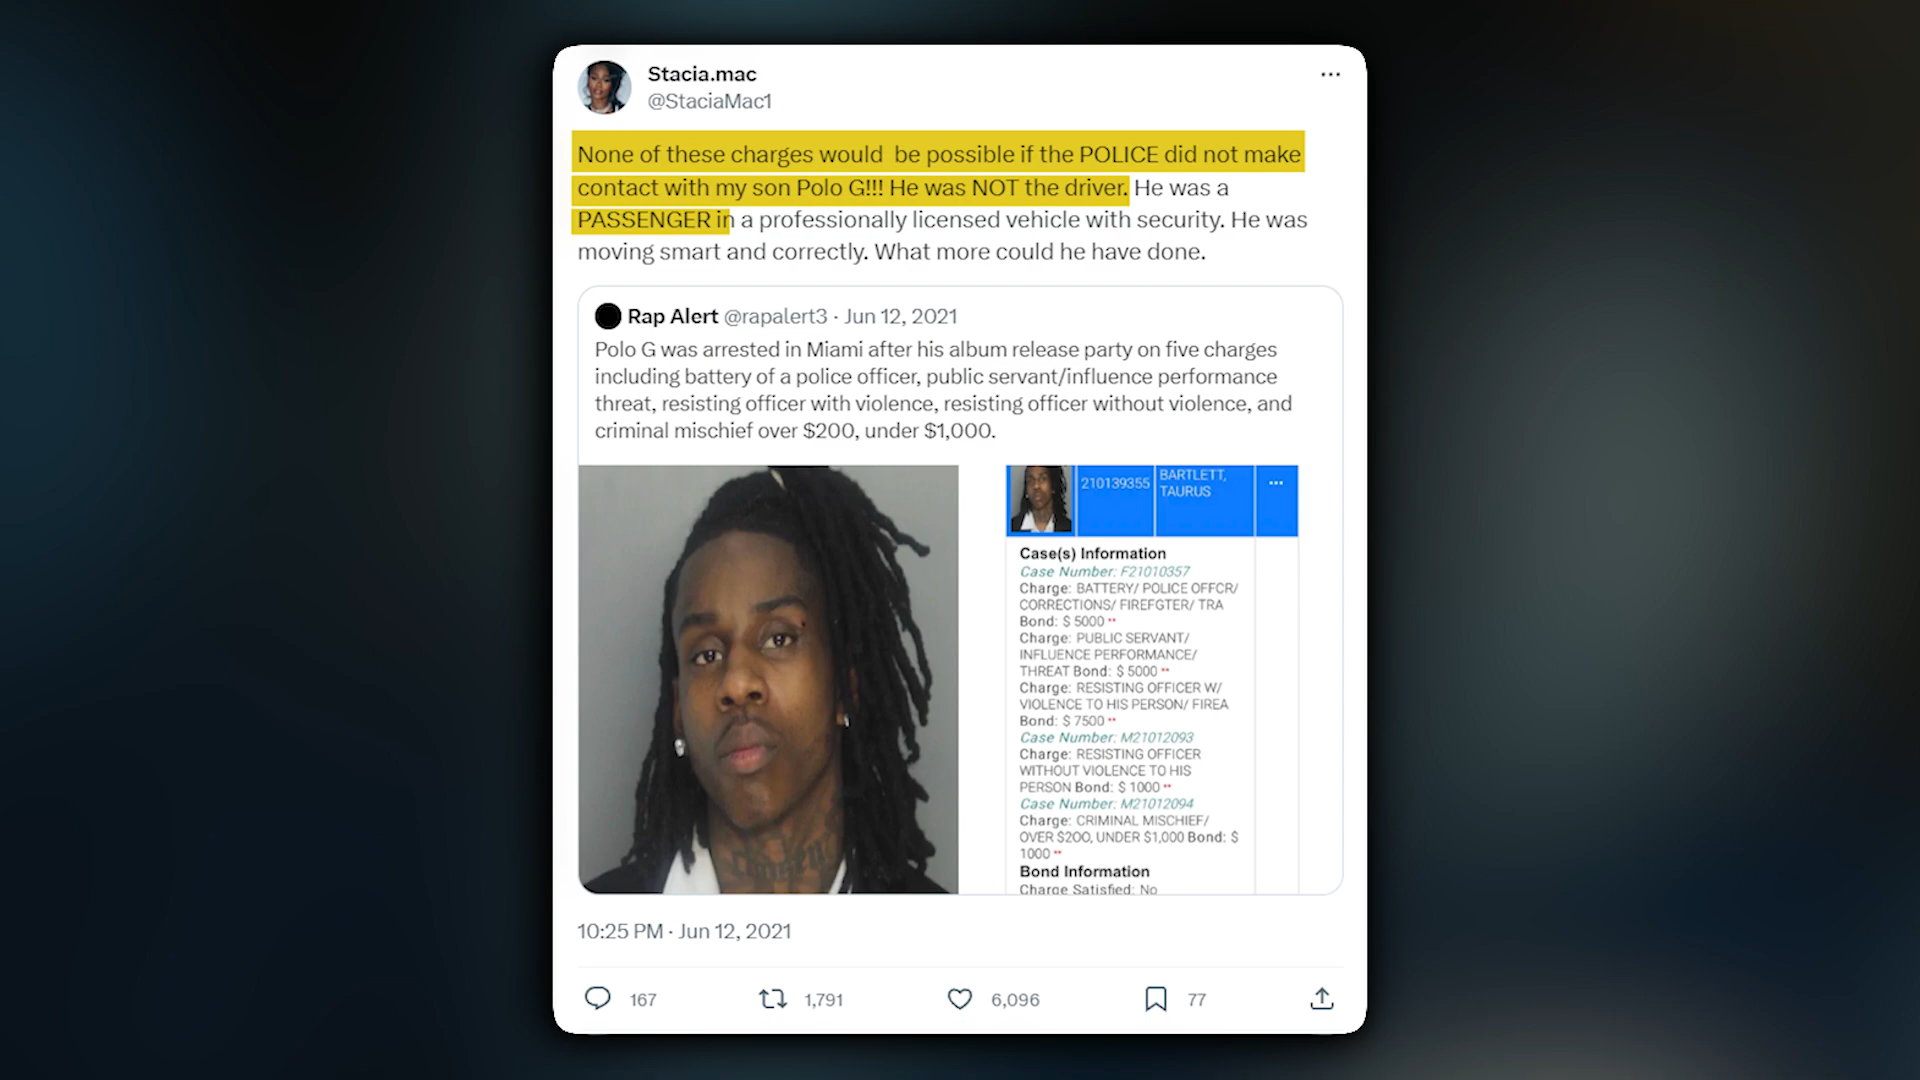 Stacia.mac
@StaciaMac1
None of these charges would  be possible if the POLICE did not make
contact with my son Polo G!!! He was NOT the driver. He was a
PASSENGER in a professionally licensed vehicle with security. He was
moving smart and correctly. What more could he have done.
Rap Alert @rapalert3 · Jun 12, 2021
Polo G was arrested in Miami after his album release party on five charges
including battery of a police officer, public servant/influence performance
threat, resisting officer with violence, resisting officer without violence, and
criminal mischief over $200, under $1,000.
210139355
BARTLETT,
TAURUS
Case(s) Information
Case Number: F21010357
Charge: BATTERY/ POLICE OFFCR/
CORRECTIONS/ FIREFGTER/ TRA
Bond: $ 5000 **
Charge: PUBLIC SERVANT/
INFLUENCE PERFORMANCE/
THREAT Bond: $ 5000 **
Charge: RESISTING OFFICER W/
VIOLENCE TO HIS PERSON/ FIREA
Bond: $ 7500 **
Case Number: M21012093
Charge: RESISTING OFFICER
WITHOUT VIOLENCE TO HIS
PERSON Bond: $ 1000 **
Case Number: M21012094
Charge: CRIMINAL MISCHIEF/
OVER $200, UNDER $1,000 Bond: $
1000 **
Bond Information
Charge Satisfied: No
10:25 PM · Jun 12, 2021
167
1,791
6,096
77